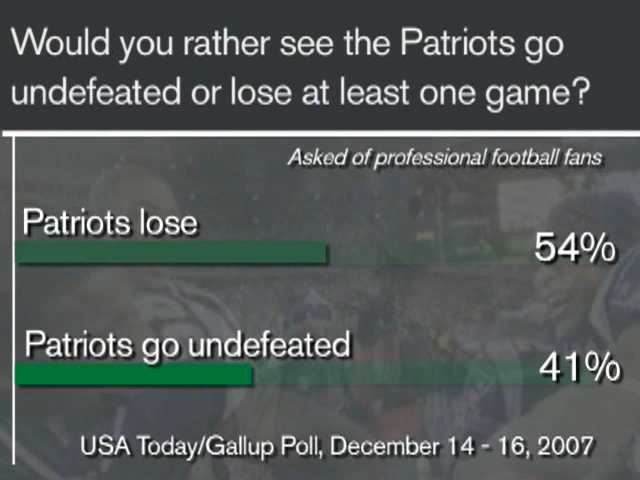 Would you rather see the Patriots go
undefeated or lose at least one game?
Asked of professional football fans
Patriots lose
54%
Patriots go undefeated
41%
USA Today/Gallup Poll, December 14 - 16, 2007